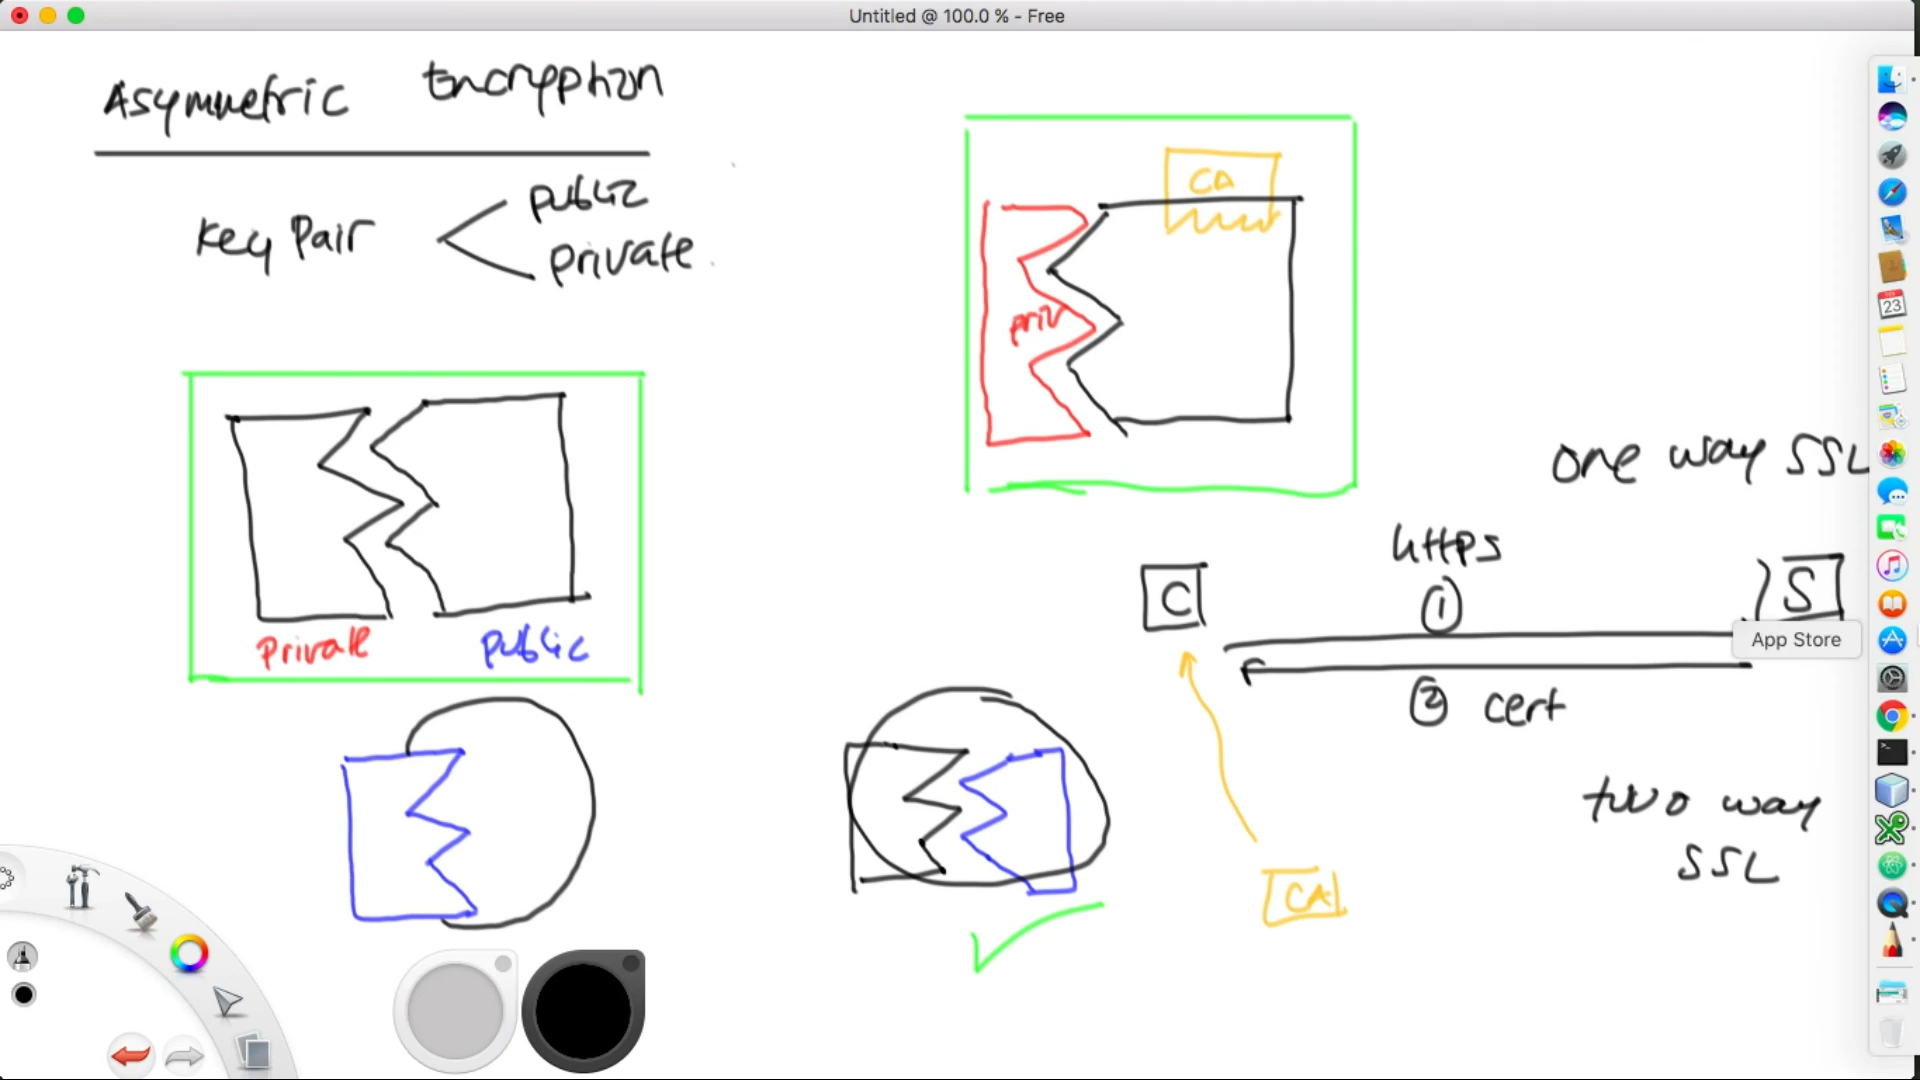 Untitled @ 100.0 % - Free
Asymmetric Encryption
Key Pair
public
private
private
public
CA
priv
one way SSL
https
C
1
S
App Store
2 cert
two way
SSL
CA
23